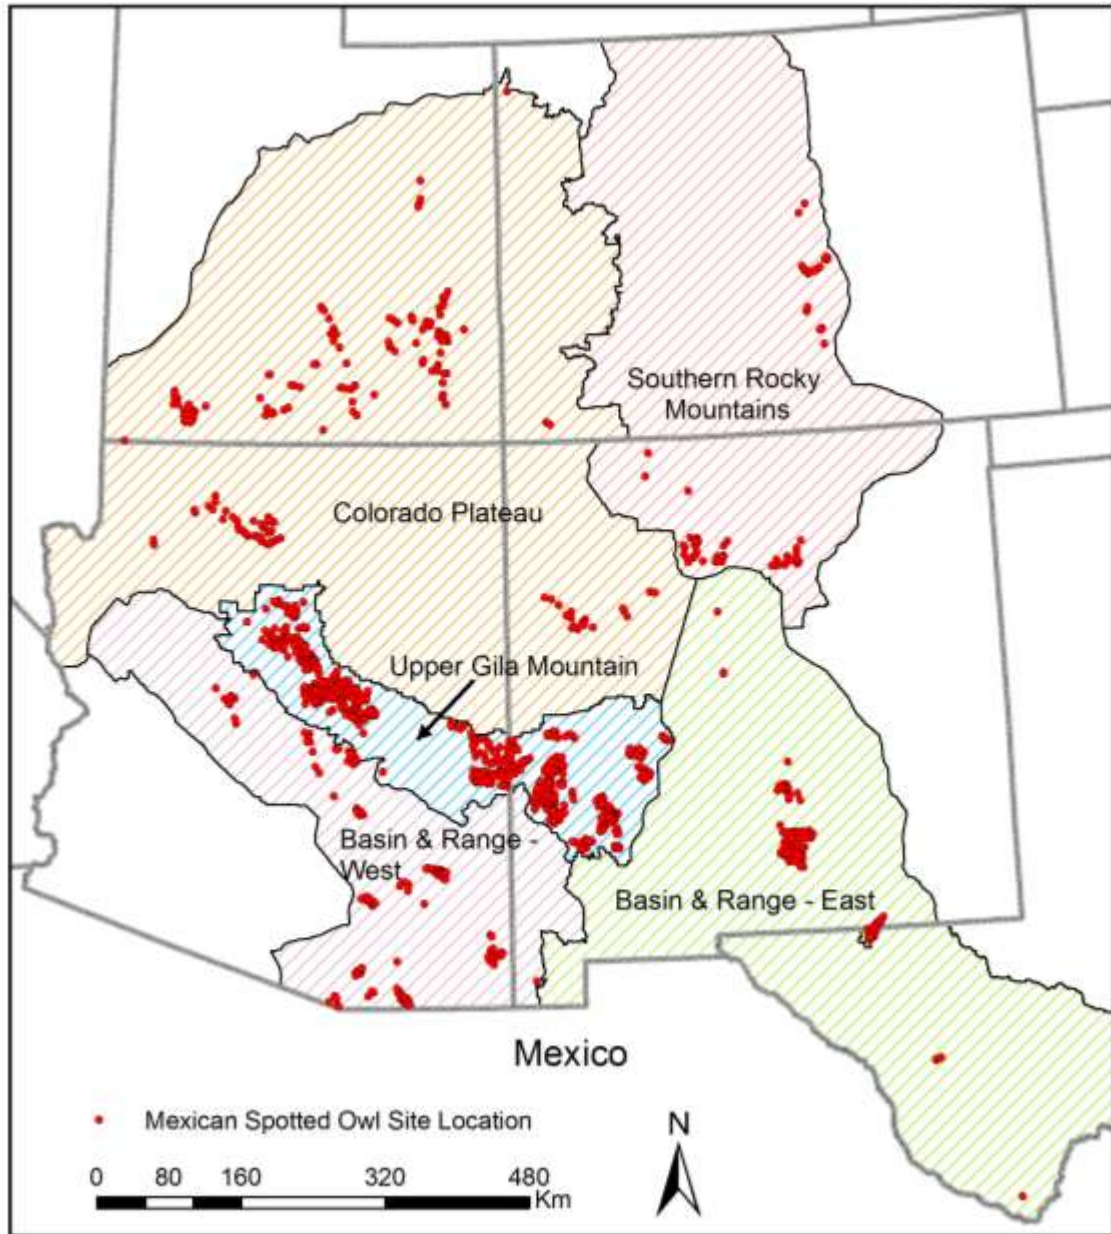 Southern Rocky
Mountains
Colorado Plateau
Upper Gila Mountain
Basin & Range -
West
Basin & Range - East
Mexico
Mexican Spotted Owl Site Location
N
0 80 160 320 480
Km